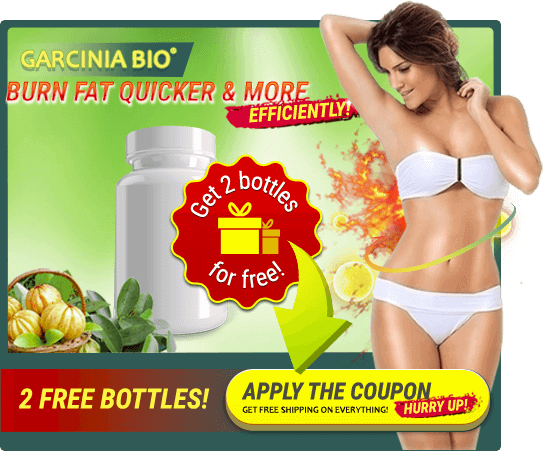 GARCINIA BIO®
BURN FAT QUICKER & MORE
EFFICIENTLY!
Get 2 bottles
for free!
2 FREE BOTTLES!
APPLY THE COUPON
GET FREE SHIPPING ON EVERYTHING!
HURRY UP!